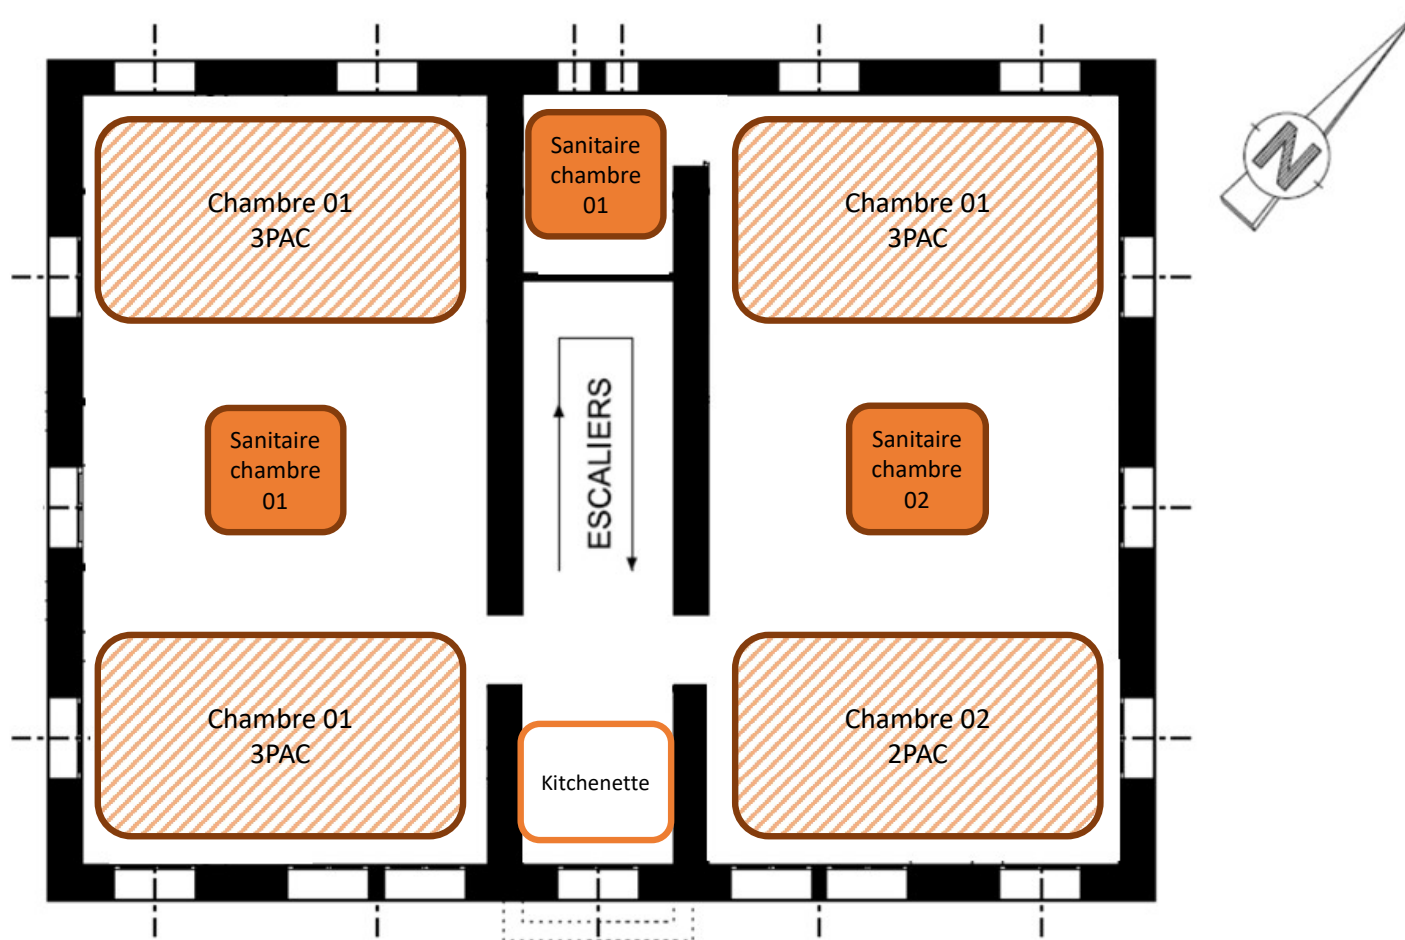 Sanitaire
chambre
01
Chambre 01
3PAC
Chambre 01
3PAC
N
Sanitaire
chambre
01
ESCALIERS
Sanitaire
chambre
02
Chambre 01
3PAC
Kitchenette
Chambre 02
2PAC